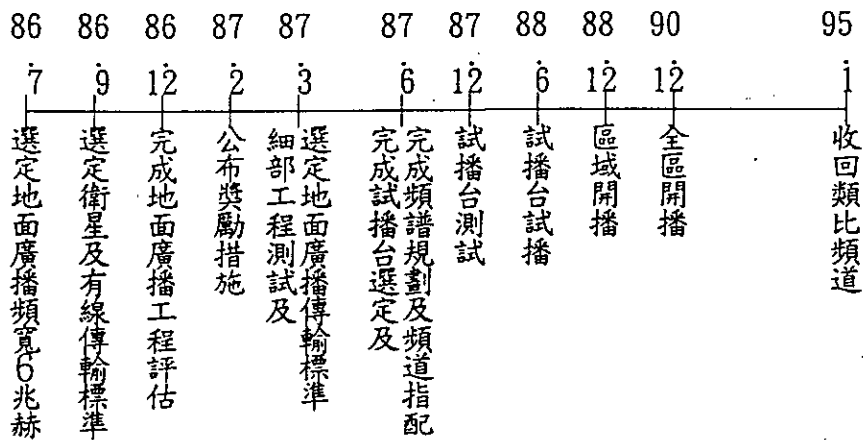 86.7
86.9
86.12
87.2
87.3
87.6
87.12
88.6
88.12
90.12
95.1
選定地面廣播頻寬6兆赫
選定衛星及有線傳輸標準
完成地面廣播工程評估
公布獎勵措施
細部工程測試及
選定地面廣播傳輸標準
完成試播台選定及
完成頻譜規劃及頻道指配
試播台測試
試播台試播
區域開播
全區開播
收回類比頻道